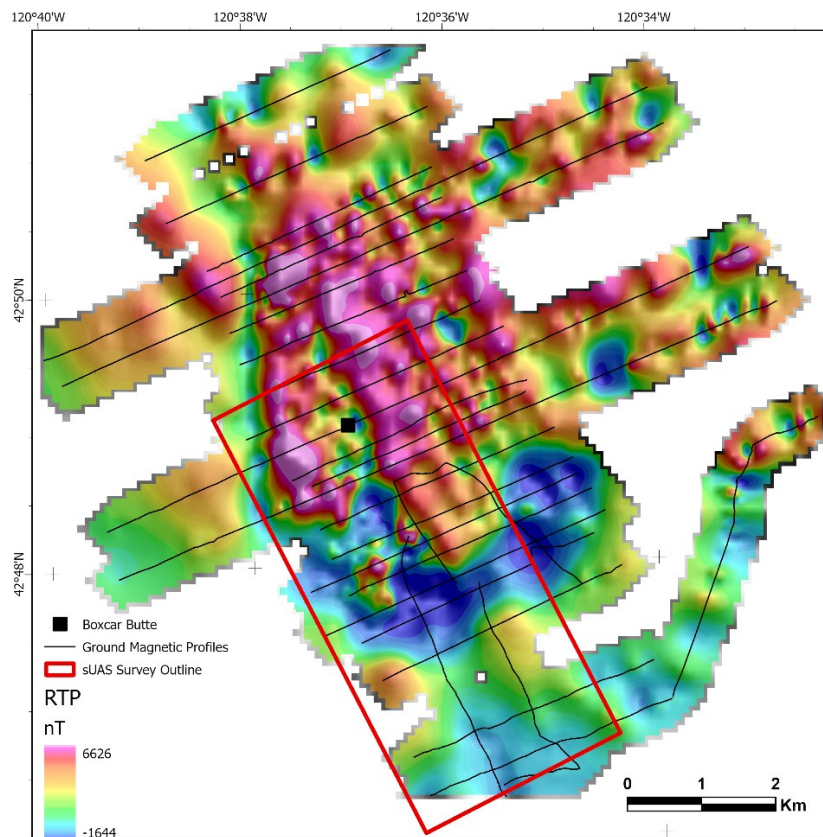 120°40'W 120°38'W 120°36'W 120°34'W
42°50'N
42°48'N
Boxcar Butte
Ground Magnetic Profiles
sUAS Survey Outline
RTP
nT
6626
-1644
0 1 2
Km